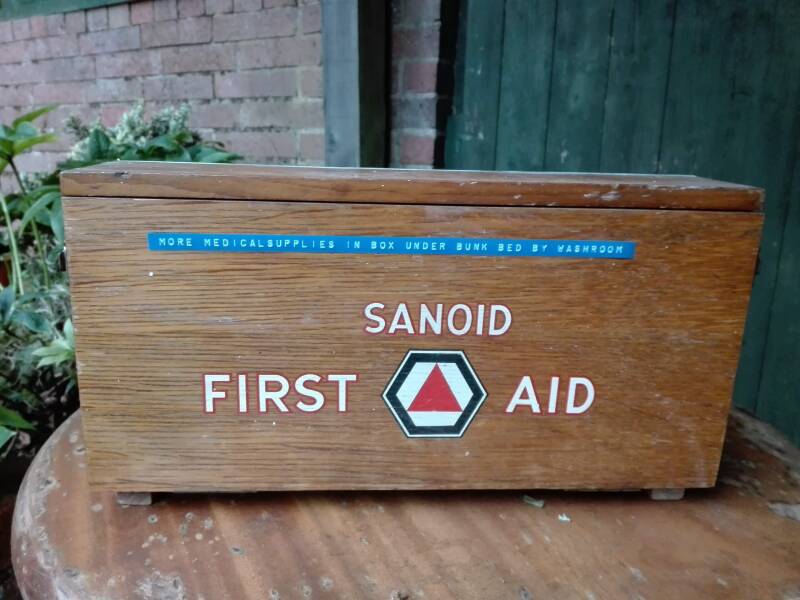 MORE MEDICALSUPPLIES IN BOX UNDER BUNK BED BY WASHROOM
SANOID
FIRST AID